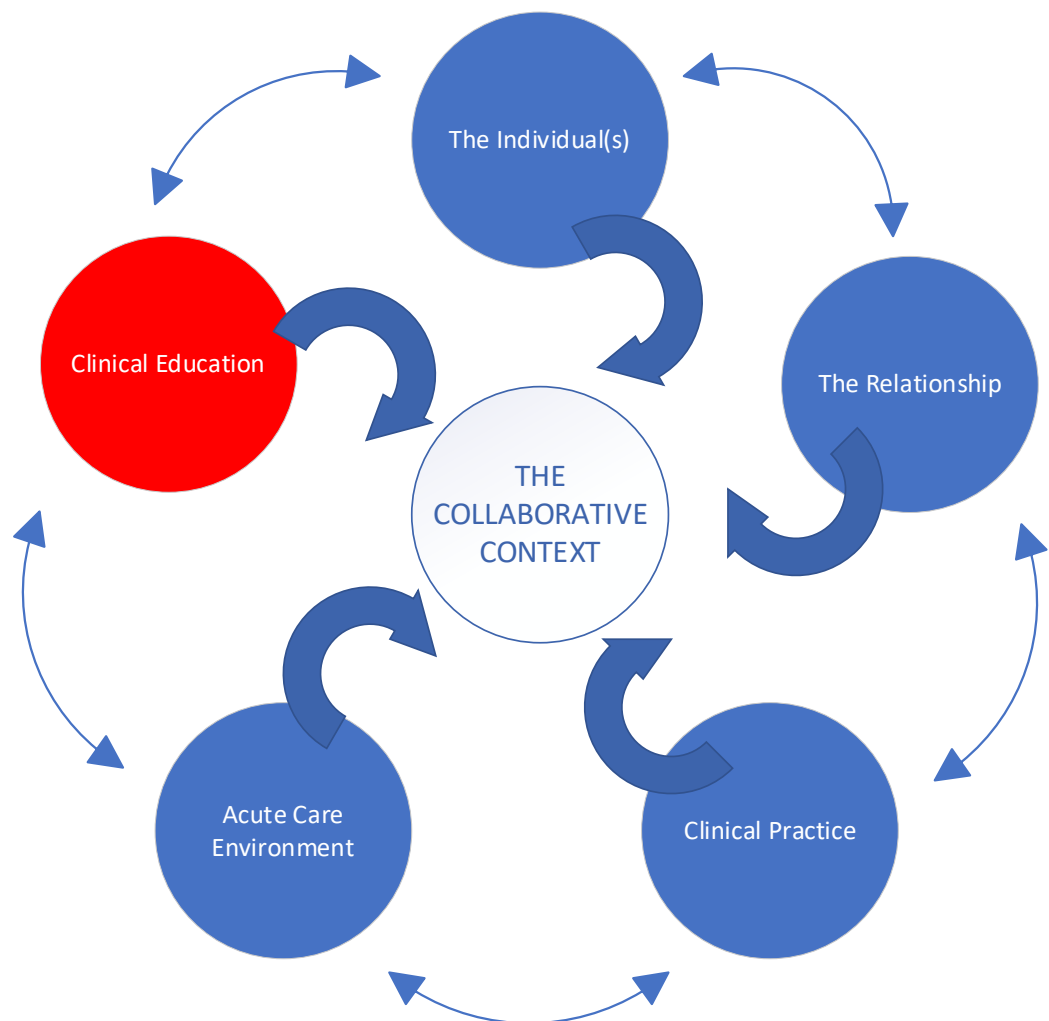 The Individual(s)
Clinical Education
The Relationship
THE
COLLABORATIVE
CONTEXT
Acute Care
Environment
Clinical Practice